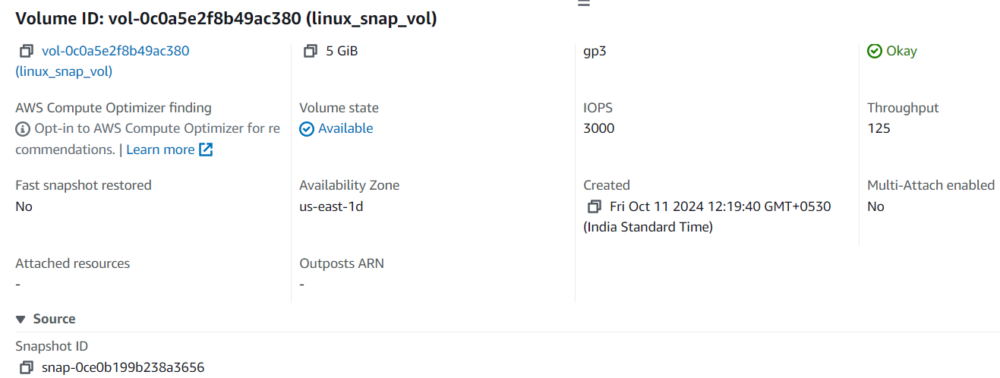 Volume ID: vol-0c0a5e2f8b49ac380 (linux_snap_vol)
vol-0c0a5e2f8b49ac380
(linux_snap_vol)
5 GiB
gp3
Okay
AWS Compute Optimizer finding
Opt-in to AWS Compute Optimizer for re
commendations. | Learn more
Volume state
Available
IOPS
3000
Throughput
125
Fast snapshot restored
No
Availability Zone
us-east-1d
Created
Fri Oct 11 2024 12:19:40 GMT+0530
(India Standard Time)
Multi-Attach enabled
No
Attached resources
-
Outposts ARN
-
Source
Snapshot ID
snap-0ce0b199b238a3656